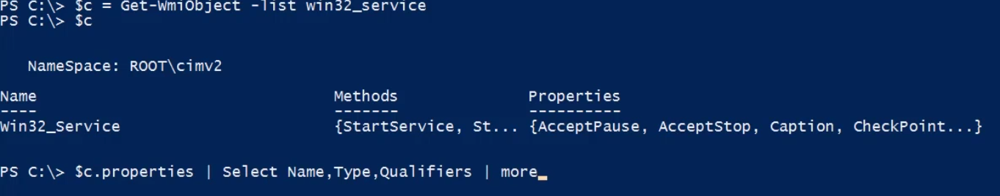 PS C:\> $c = Get-WmiObject -list win32_service
PS C:\> $c
NameSpace: ROOT\cimv2
Name Methods Properties
---- ------- ----------
Win32_Service {StartService, St... {AcceptPause, AcceptStop, Caption, CheckPoint...}
PS C:\> $c.properties | Select Name,Type,Qualifiers | more